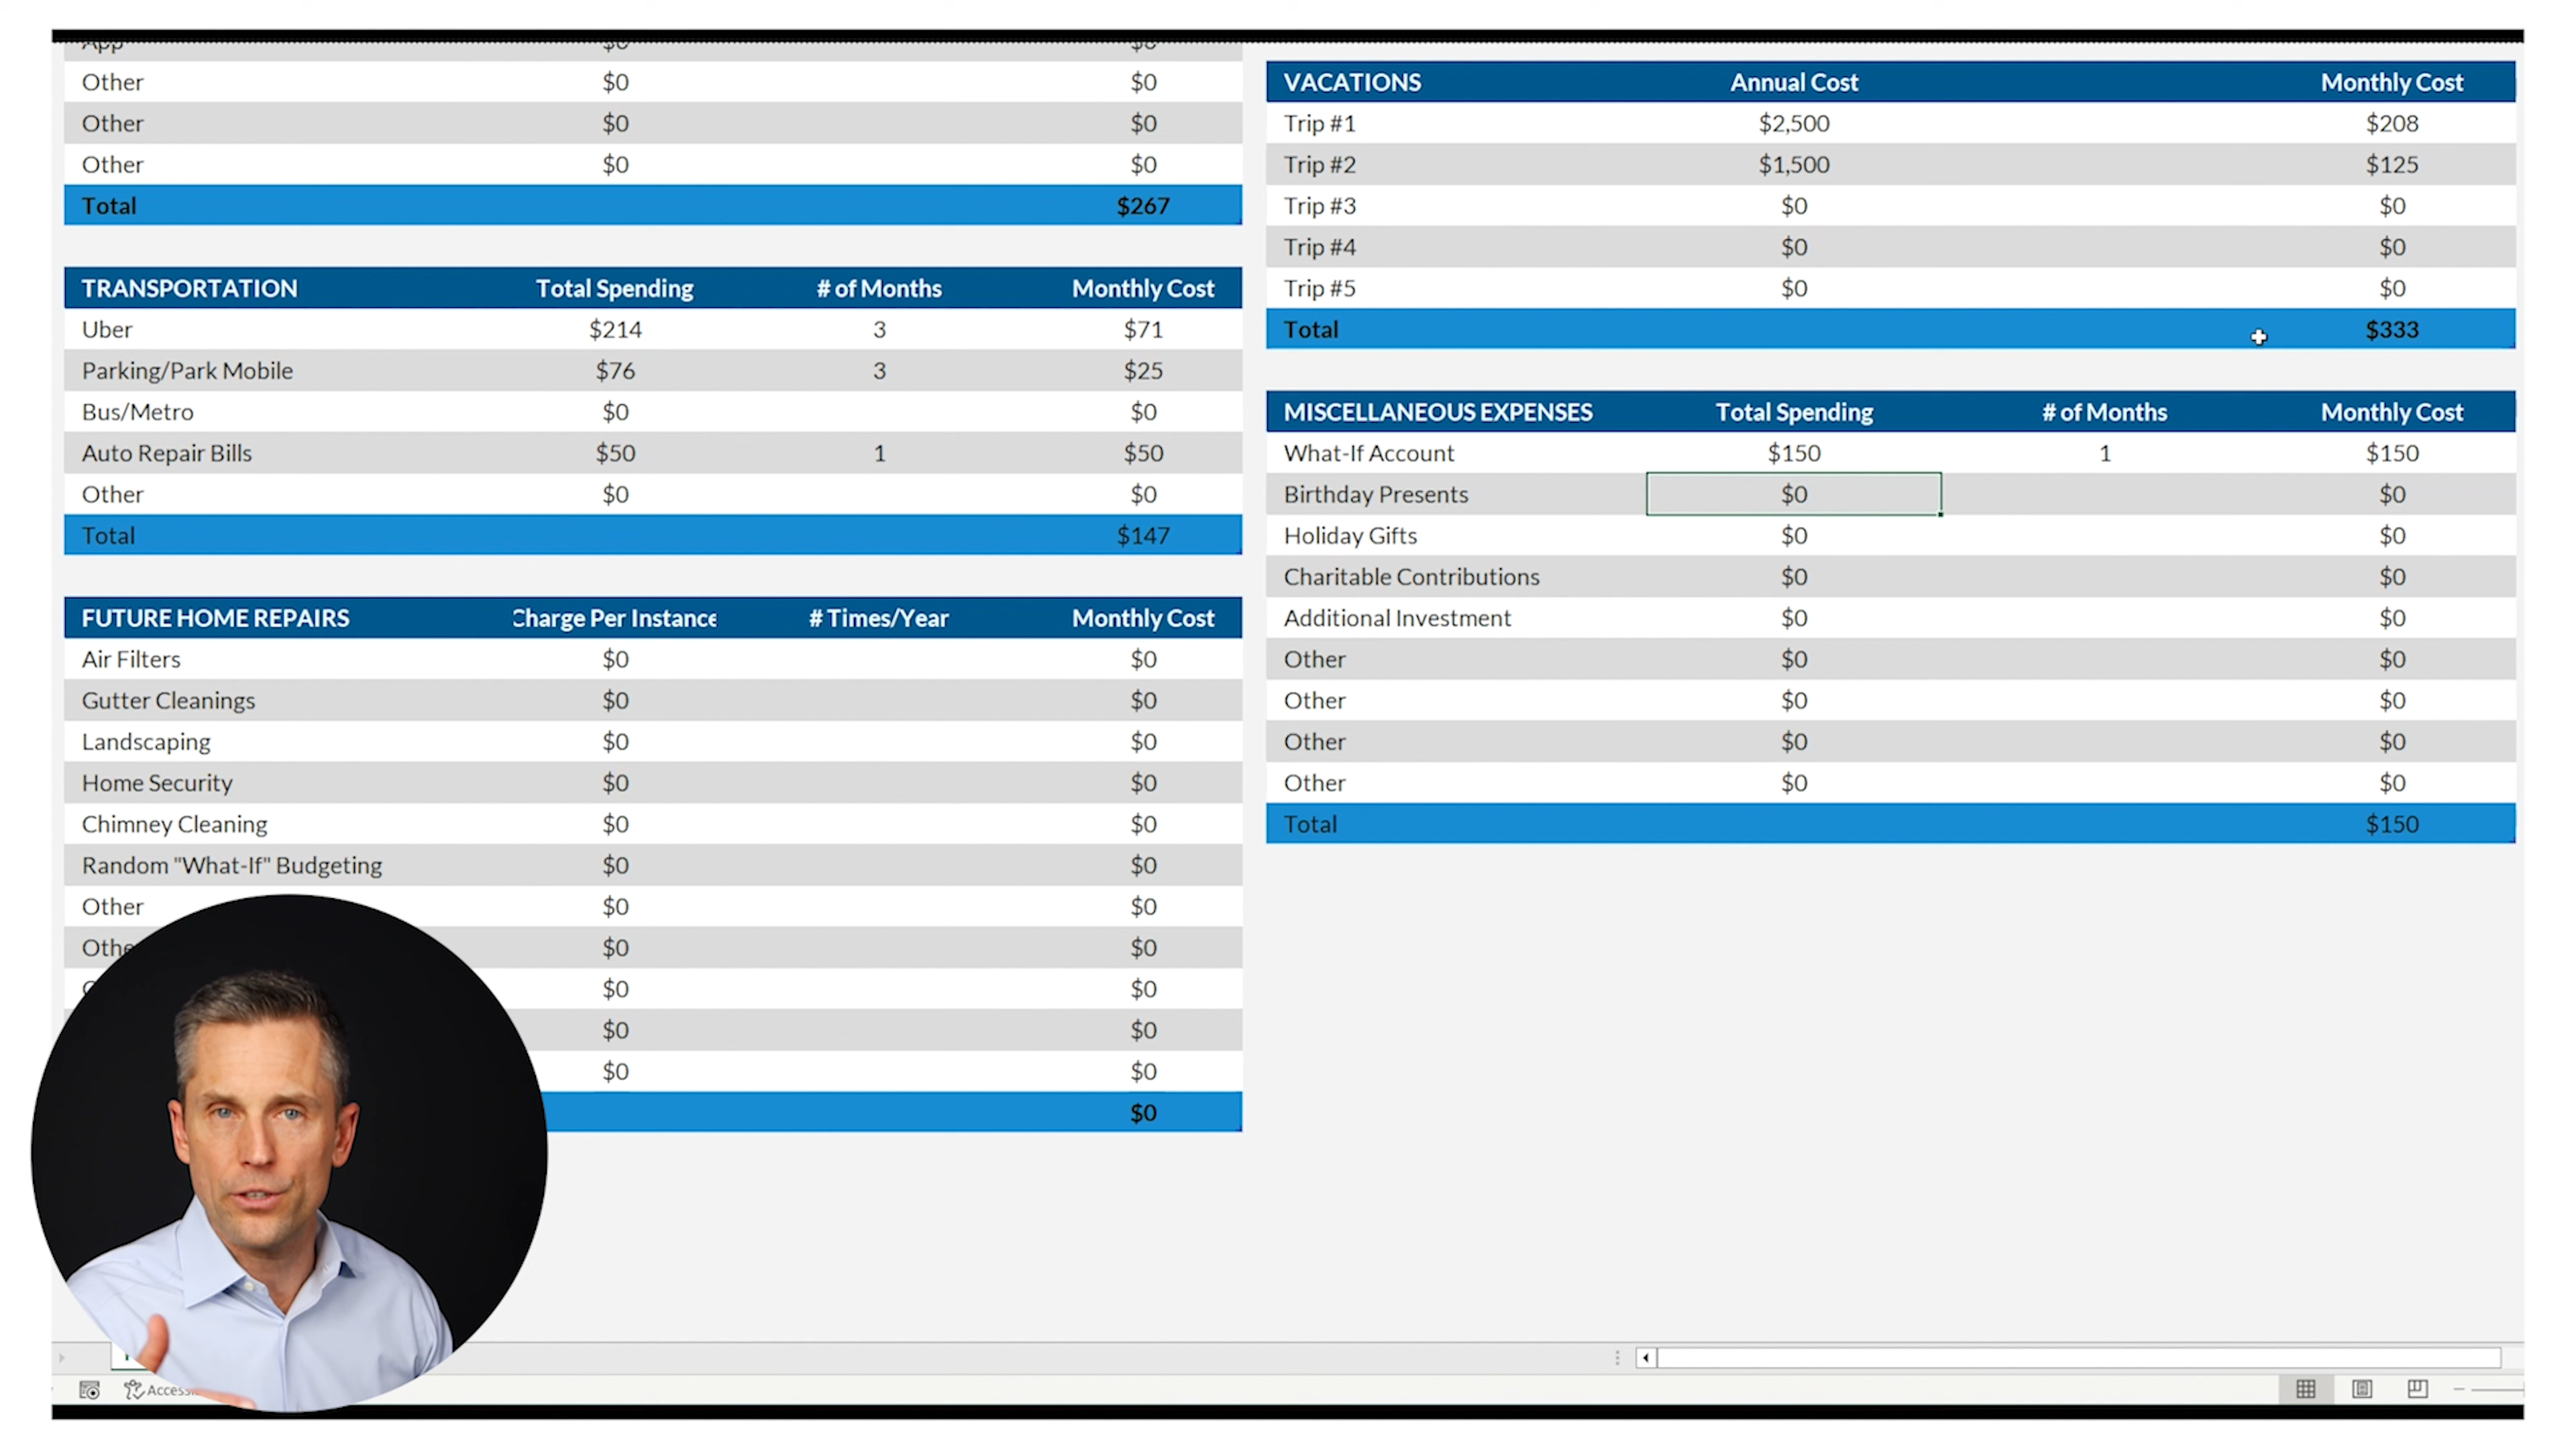 App $0 $0
Other $0 $0
Other $0 $0
Other $0 $0
Total $267
TRANSPORTATION Total Spending # of Months Monthly Cost
Uber $214 3 $71
Parking/Park Mobile $76 3 $25
Bus/Metro $0 $0
Auto Repair Bills $50 1 $50
Other $0 $0
Total $147
FUTURE HOME REPAIRS Charge Per Instance # Times/Year Monthly Cost
Air Filters $0 $0
Gutter Cleanings $0 $0
Landscaping $0 $0
Home Security $0 $0
Chimney Cleaning $0 $0
Random "What-If" Budgeting $0 $0
Other $0 $0
Othe $0 $0
$0 $0
$0 $0
$0 $0
$0
VACATIONS Annual Cost Monthly Cost
Trip #1 $2,500 $208
Trip #2 $1,500 $125
Trip #3 $0 $0
Trip #4 $0 $0
Trip #5 $0 $0
Total $333
MISCELLANEOUS EXPENSES Total Spending # of Months Monthly Cost
What-If Account $150 1 $150
Birthday Presents $0 $0
Holiday Gifts $0 $0
Charitable Contributions $0 $0
Additional Investment $0 $0
Other $0 $0
Other $0 $0
Other $0 $0
Other $0 $0
Total $150
Access